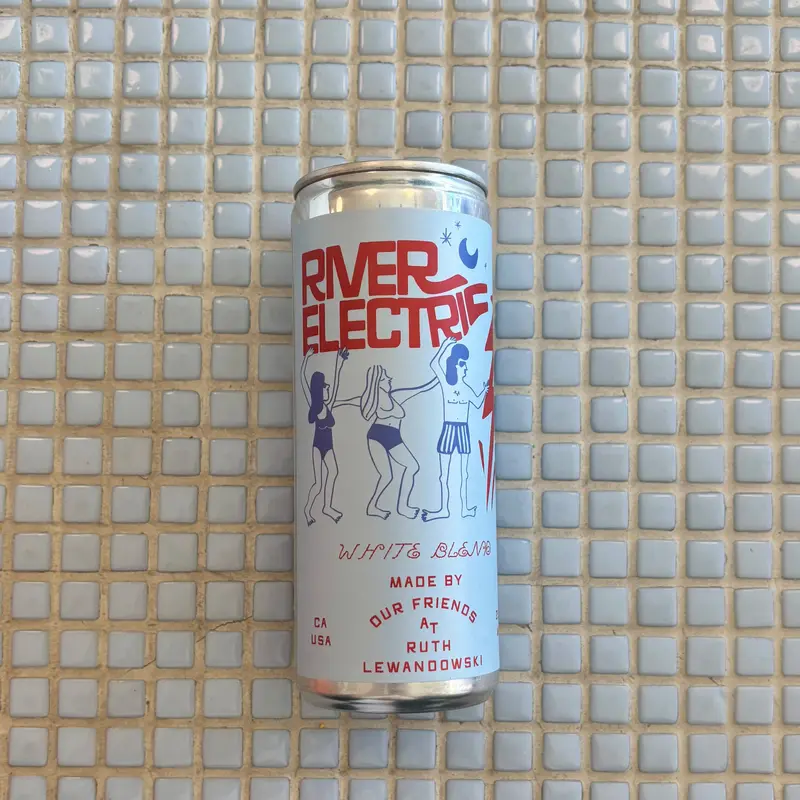 RIVER
ELECTRIC
WHITE BLEND
MADE BY
OUR FRIENDS
AT
RUTH
LEWANDOWSKI
CA
USA